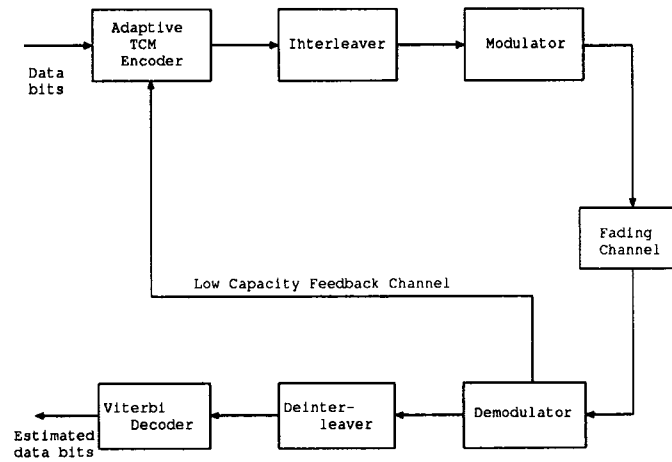 Adaptive
TCM
Encoder
Ihterleaver
Modulator
Data
bits
Fading
Channel
Low Capacity Feedback Channel
Viterbi
Decoder
Deinter-
leaver
Demodulator
Estimated
data bits